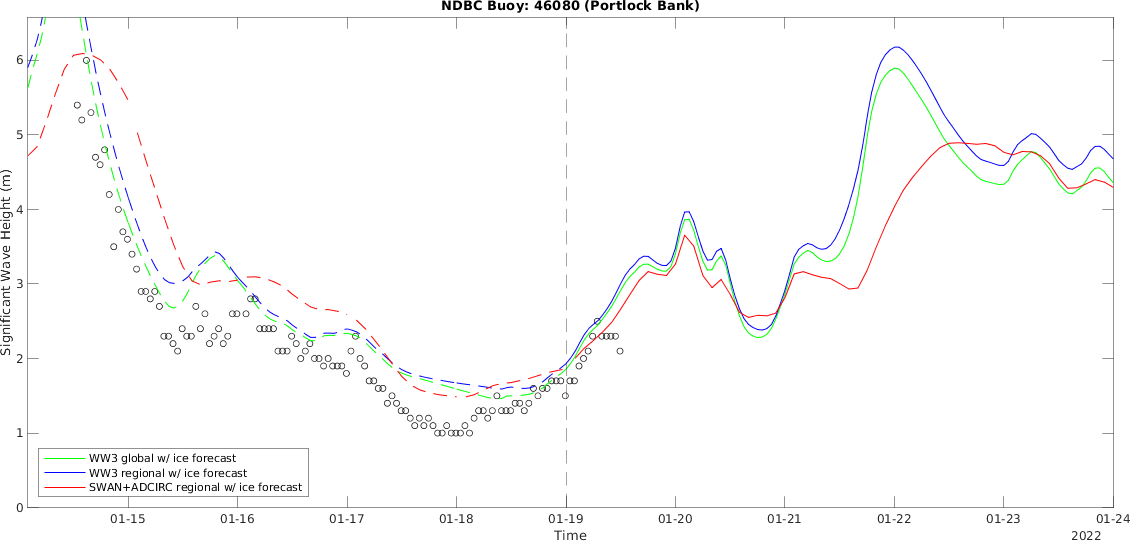 NDBC Buoy: 46080 (Portlock Bank)
Significant Wave Height (m)
6
5
4
3
2
1
0
WW3 global w/ ice forecast
WW3 regional w/ ice forecast
SWAN+ADCIRC regional w/ ice forecast
01-15 01-16 01-17 01-18 01-19 01-20 01-21 01-22 01-23 01-24
Time
2022